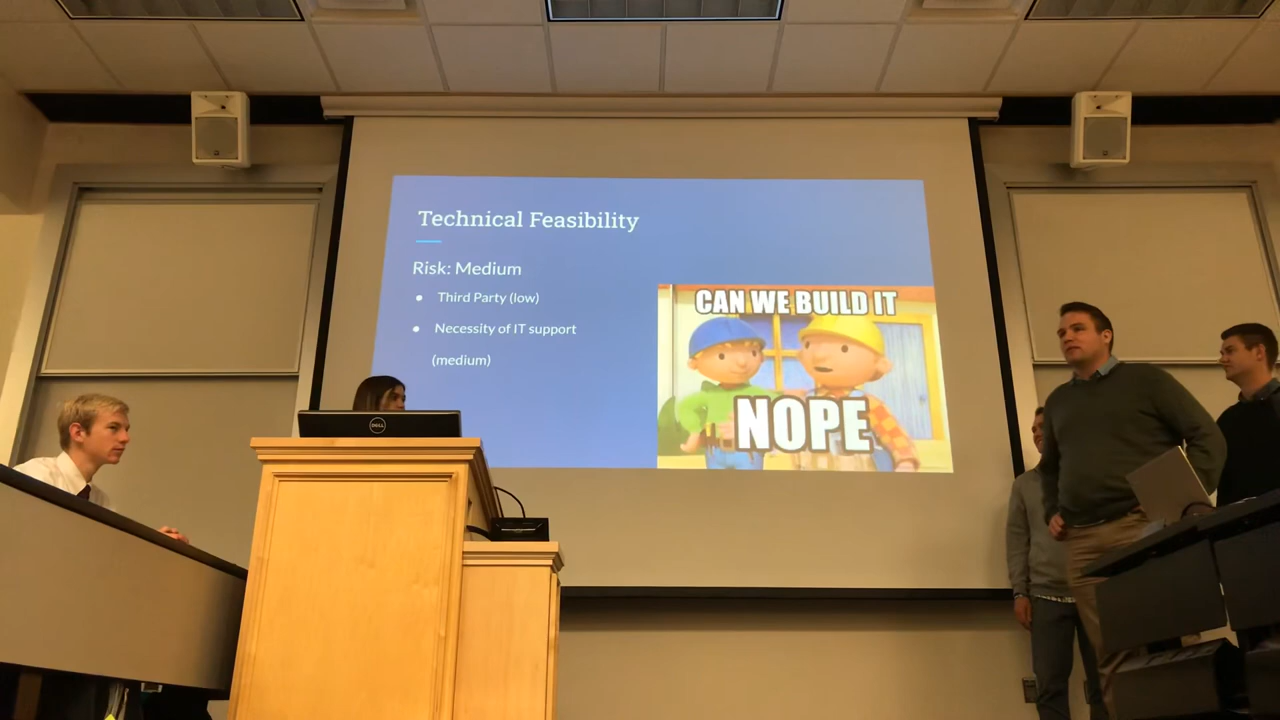 Technical Feasibility
Risk: Medium
Third Party (low)
Necessity of IT support
(medium)
CAN WE BUILD IT
NOPE
DELL